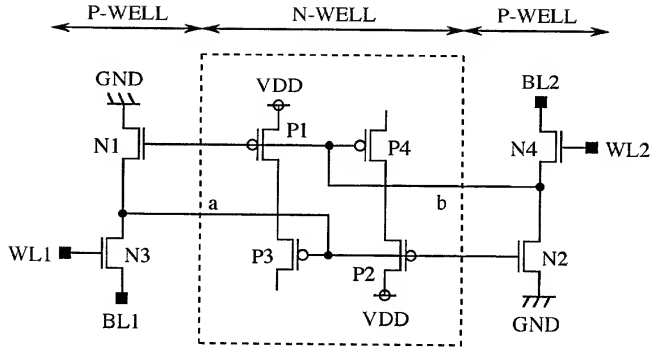 P-WELL N-WELL P-WELL
GND VDD BL2
N1 P1 P4 N4 WL2
a b
WL1 N3 P3 P2 N2
BL1 VDD GND